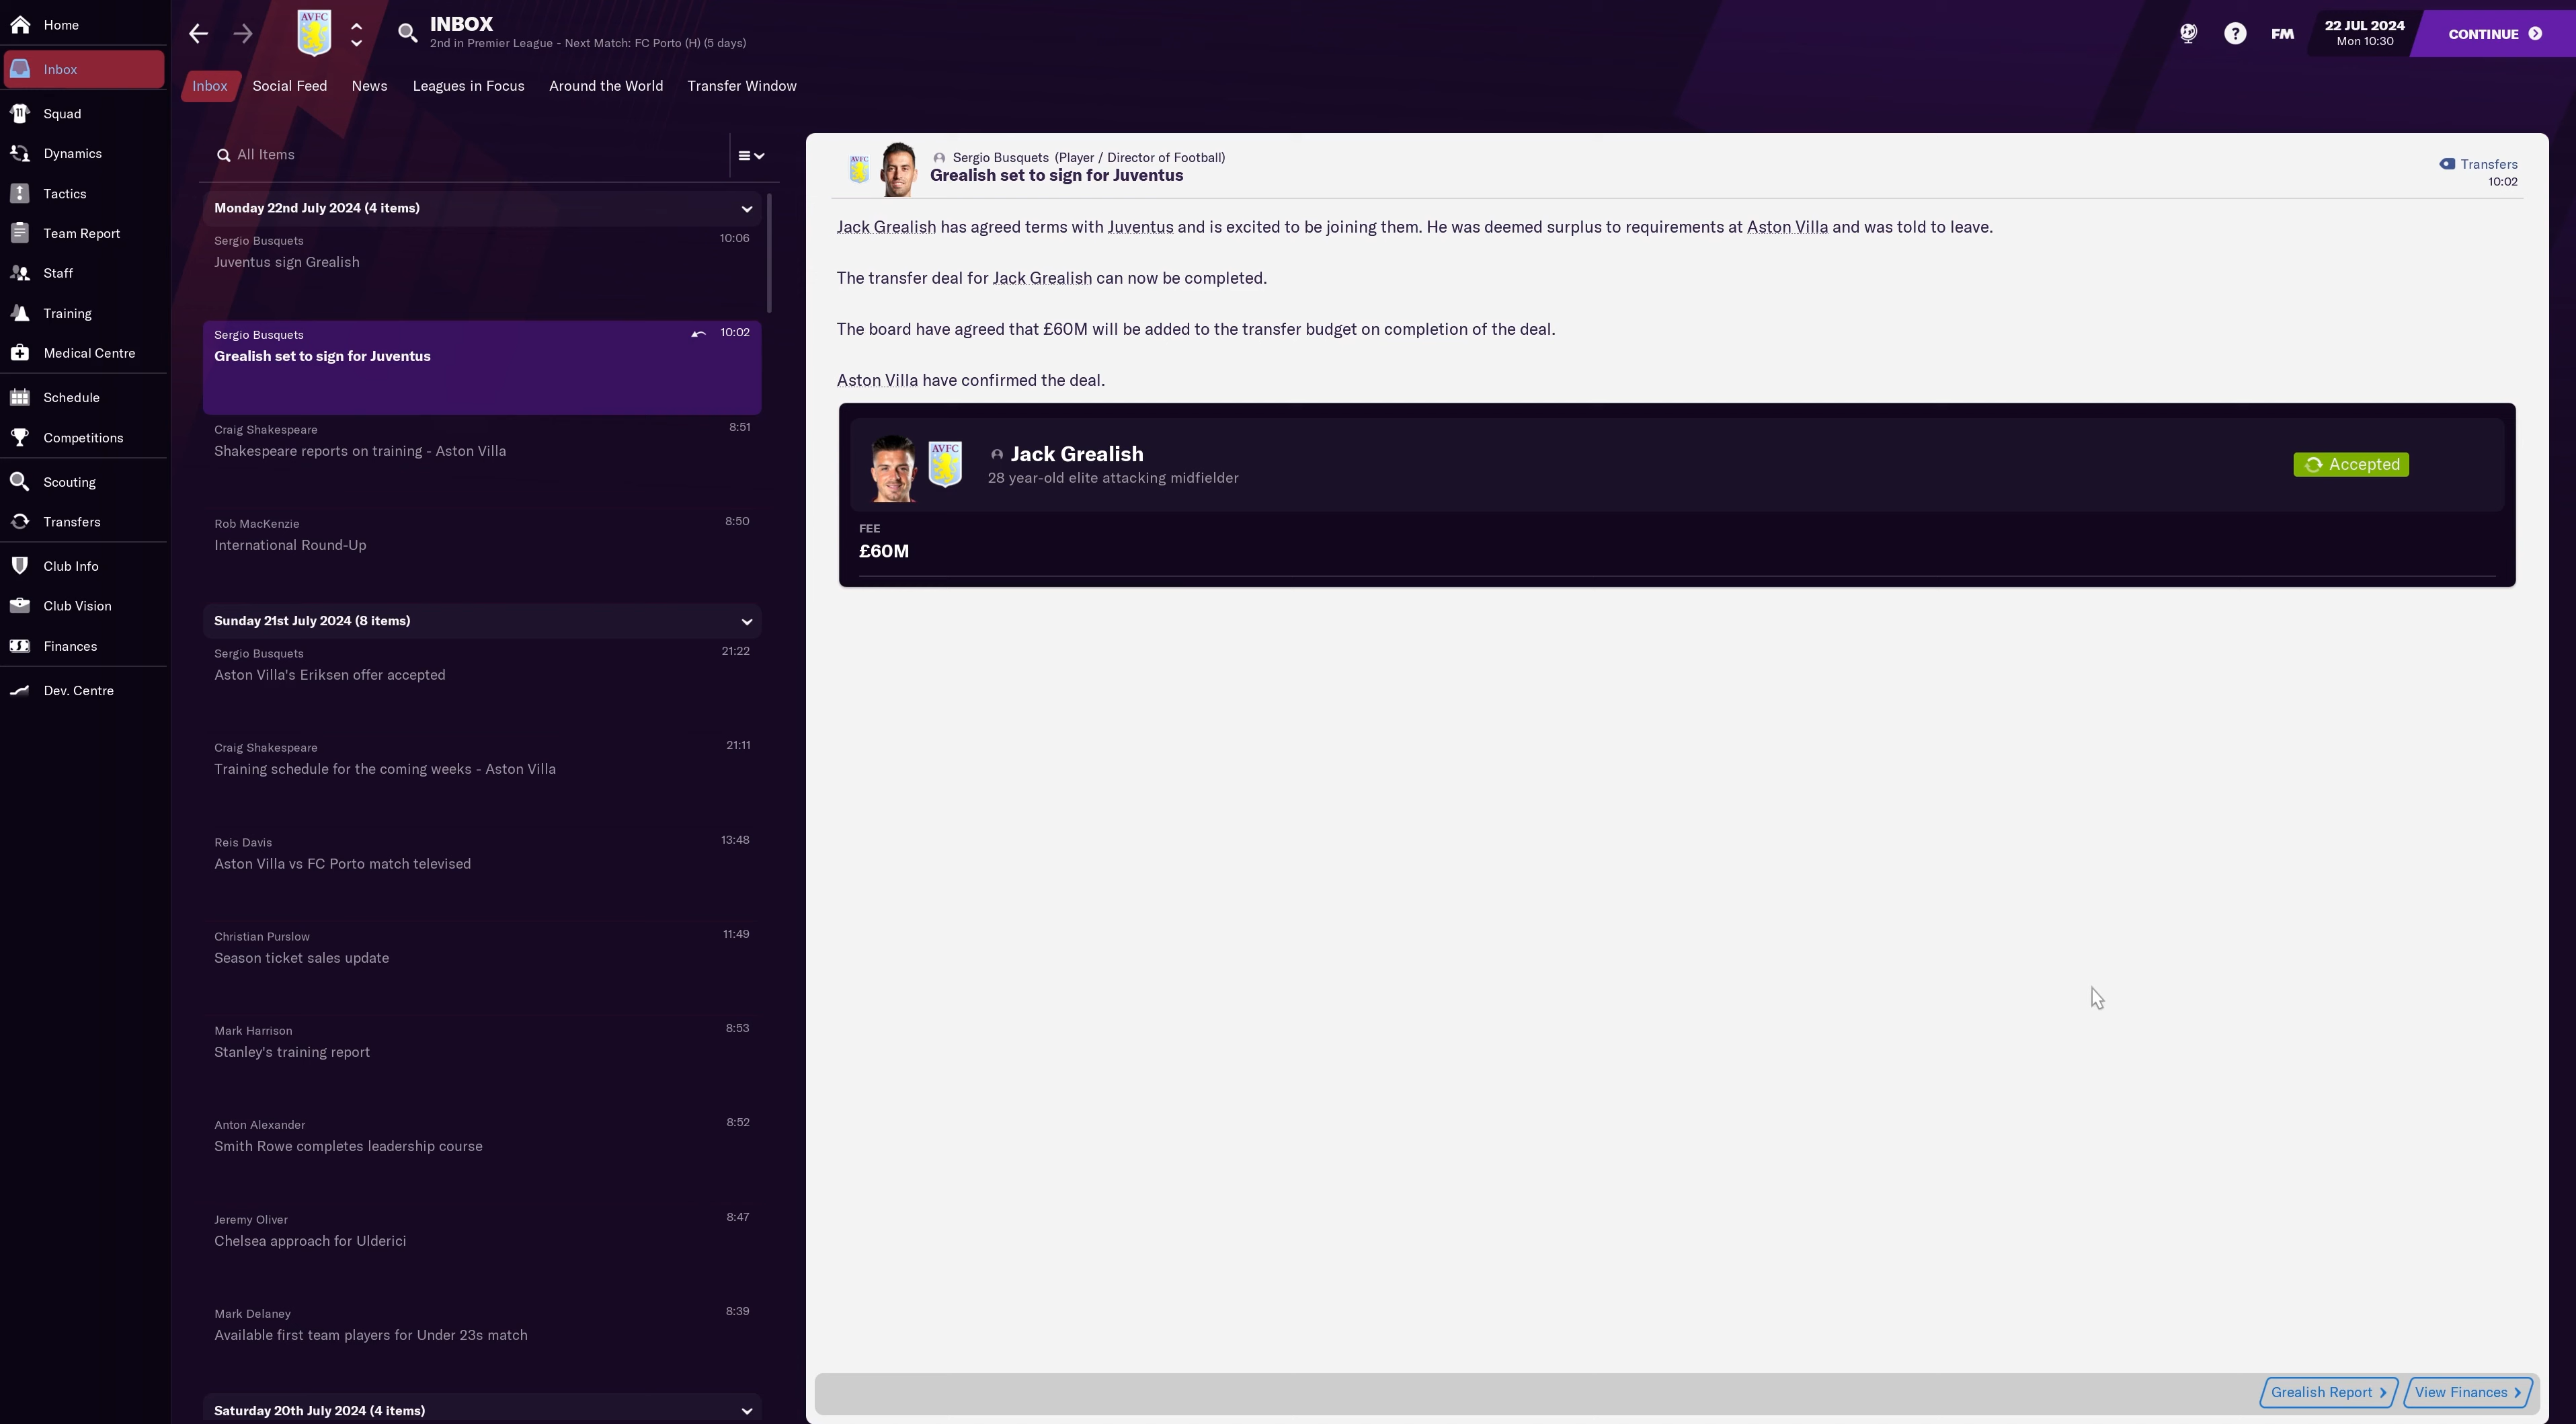 Home
Inbox
Squad
Dynamics
Tactics
Team Report
Staff
Training
Medical Centre
Schedule
Competitions
Scouting
Transfers
Club Info
Club Vision
Finances
Dev. Centre
AVFC
INBOX
2nd in Premier League - Next Match: FC Porto (H) (5 days)
?
FM
22 JUL 2024
Mon 10:30
CONTINUE
Inbox
Social Feed
News
Leagues in Focus
Around the World
Transfer Window
All Items
Monday 22nd July 2024 (4 items)
Sergio Busquets 10:06
Juventus sign Grealish
Sergio Busquets 10:02
Grealish set to sign for Juventus
Craig Shakespeare 8:51
Shakespeare reports on training - Aston Villa
Rob MacKenzie 8:50
International Round-Up
Sunday 21st July 2024 (8 items)
Sergio Busquets 21:22
Aston Villa's Eriksen offer accepted
Craig Shakespeare 21:11
Training schedule for the coming weeks - Aston Villa
Reis Davis 13:48
Aston Villa vs FC Porto match televised
Christian Purslow 11:49
Season ticket sales update
Mark Harrison 8:53
Stanley's training report
Anton Alexander 8:52
Smith Rowe completes leadership course
Jeremy Oliver 8:47
Chelsea approach for Ulderici
Mark Delaney 8:39
Available first team players for Under 23s match
Saturday 20th July 2024 (4 items)
AVFC
Sergio Busquets (Player / Director of Football)
Grealish set to sign for Juventus
Transfers
10:02
Jack Grealish has agreed terms with Juventus and is excited to be joining them. He was deemed surplus to requirements at Aston Villa and was told to leave.
The transfer deal for Jack Grealish can now be completed.
The board have agreed that £60M will be added to the transfer budget on completion of the deal.
Aston Villa have confirmed the deal.
AVFC
Jack Grealish
28 year-old elite attacking midfielder
Accepted
FEE
£60M
Grealish Report
View Finances